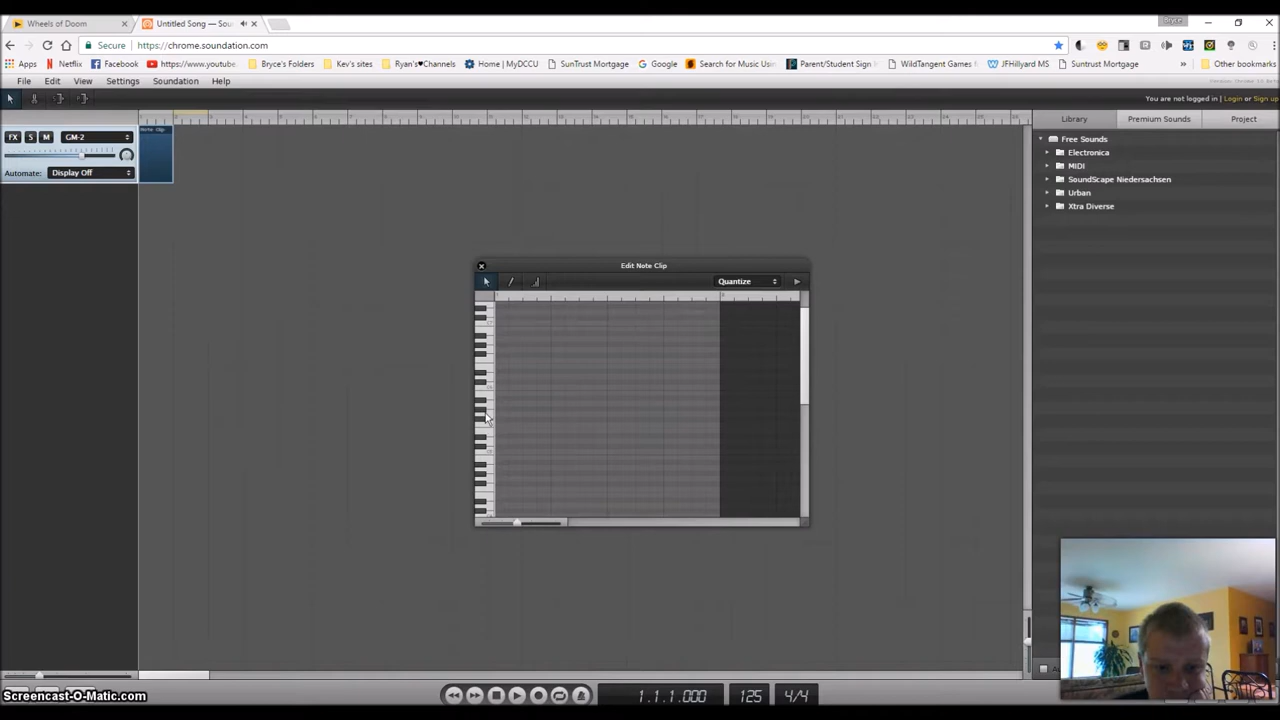 Wheels of Doom
Untitled Song — Sou
Bryce
Secure
https://chrome.soundation.com
Apps
Netflix
Facebook
https://www.youtube.
Bryce's Folders
Kev's sites
Ryan's♥Channels
Home | MyDCCU
SunTrust Mortgage
Google
Search for Music Usin
Parent/Student Sign I
WildTangent Games
JFHillyard MS
Suntrust Mortgage
»
Other bookmarks
File
Edit
View
Settings
Soundation
Help
You are not logged in | Login or Sign up
FX
S
M
GM-2
Note Clip
Automate:
Display Off
Library
Premium Sounds
Project
Free Sounds
Electronica
MIDI
SoundScape Niedersachsen
Urban
Xtra Diverse
Edit Note Clip
Quantize
Screencast-O-Matic.com
1.1.1.000
125
4/4